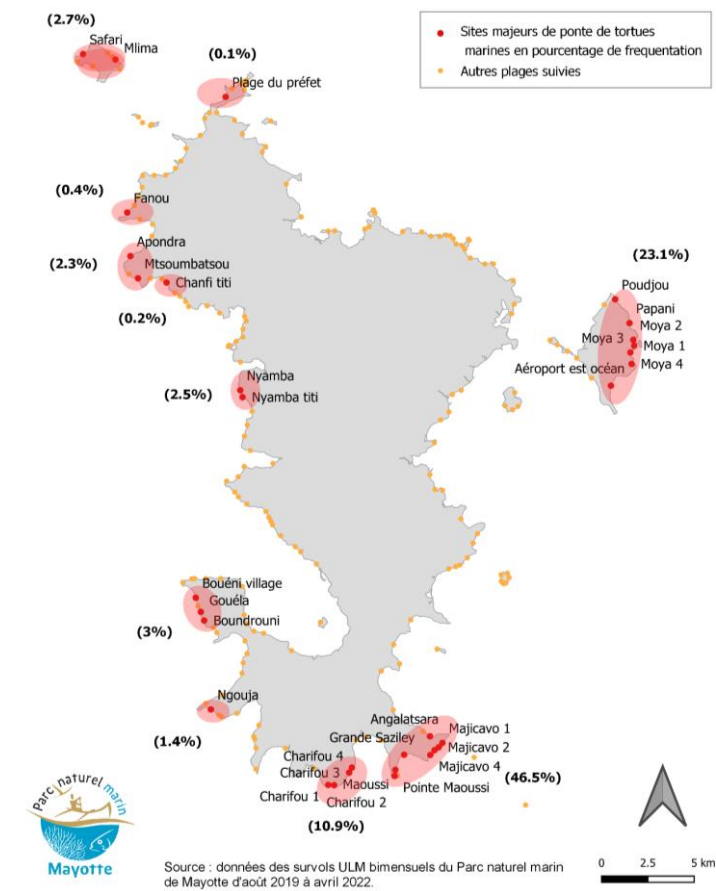 (2.7%)
Safari
Mlima
(0.1%)
Plage du préfet
Sites majeurs de ponte de tortues
marines en pourcentage de frequentation
Autres plages suivies
(0.4%)
Fanou
Apondra
(2.3%)
Mtsoumbatsou
Chanfi titi
(0.2%)
(23.1%)
Poudjou
Papani
Moya 2
Moya 3
Moya 1
Aéroport est océan
Moya 4
Nyamba
(2.5%)
Nyamba titi
Bouéni village
Gouéla
Boundrouni
(3%)
Ngouja
(1.4%)
Angalatsara
Majicavo 1
Grande Saziley
Majicavo 2
Charifou 4
Majicavo 4
Charifou 3
Maoussi
Pointe Maoussi
(46.5%)
Charifou 1
Charifou 2
(10.9%)
Parc naturel marin
Mayotte
Source : données des survols ULM bimensuels du Parc naturel marin
de Mayotte d'août 2019 à avril 2022.
0 2.5 5 km